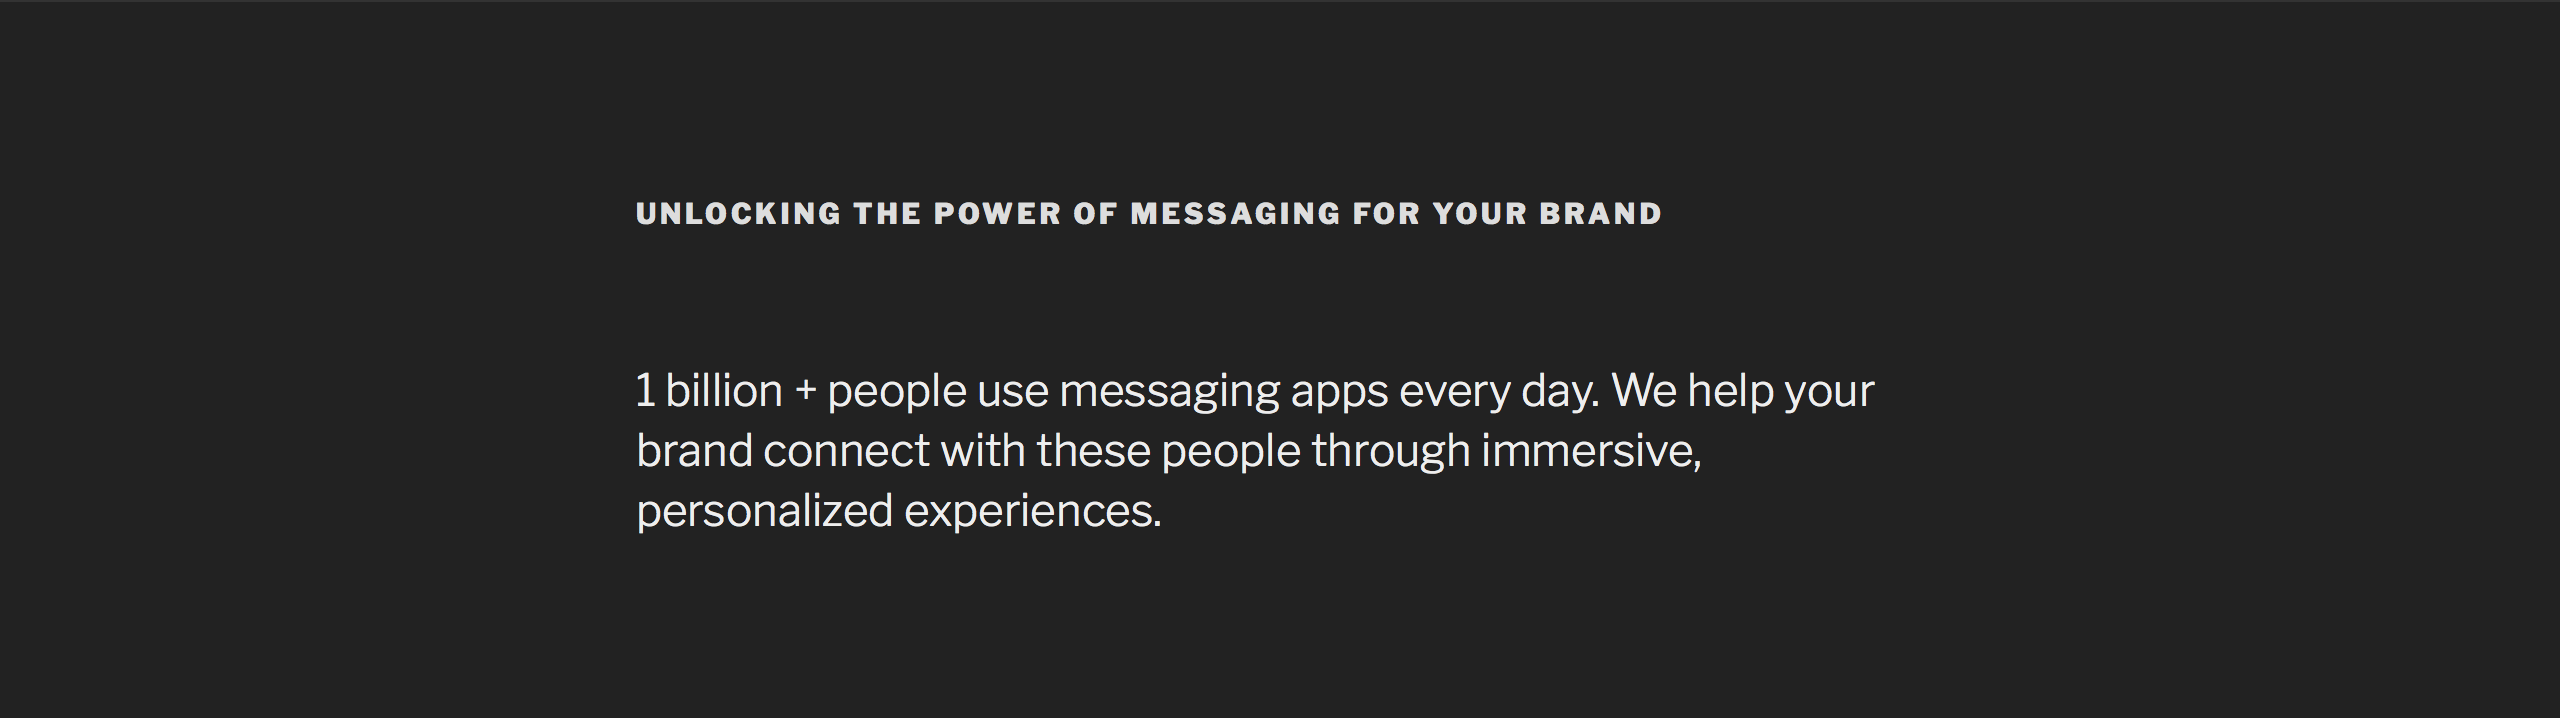 UNLOCKING THE POWER OF MESSAGING FOR YOUR BRAND
1 billion + people use messaging apps every day. We help your
brand connect with these people through immersive,
personalized experiences.